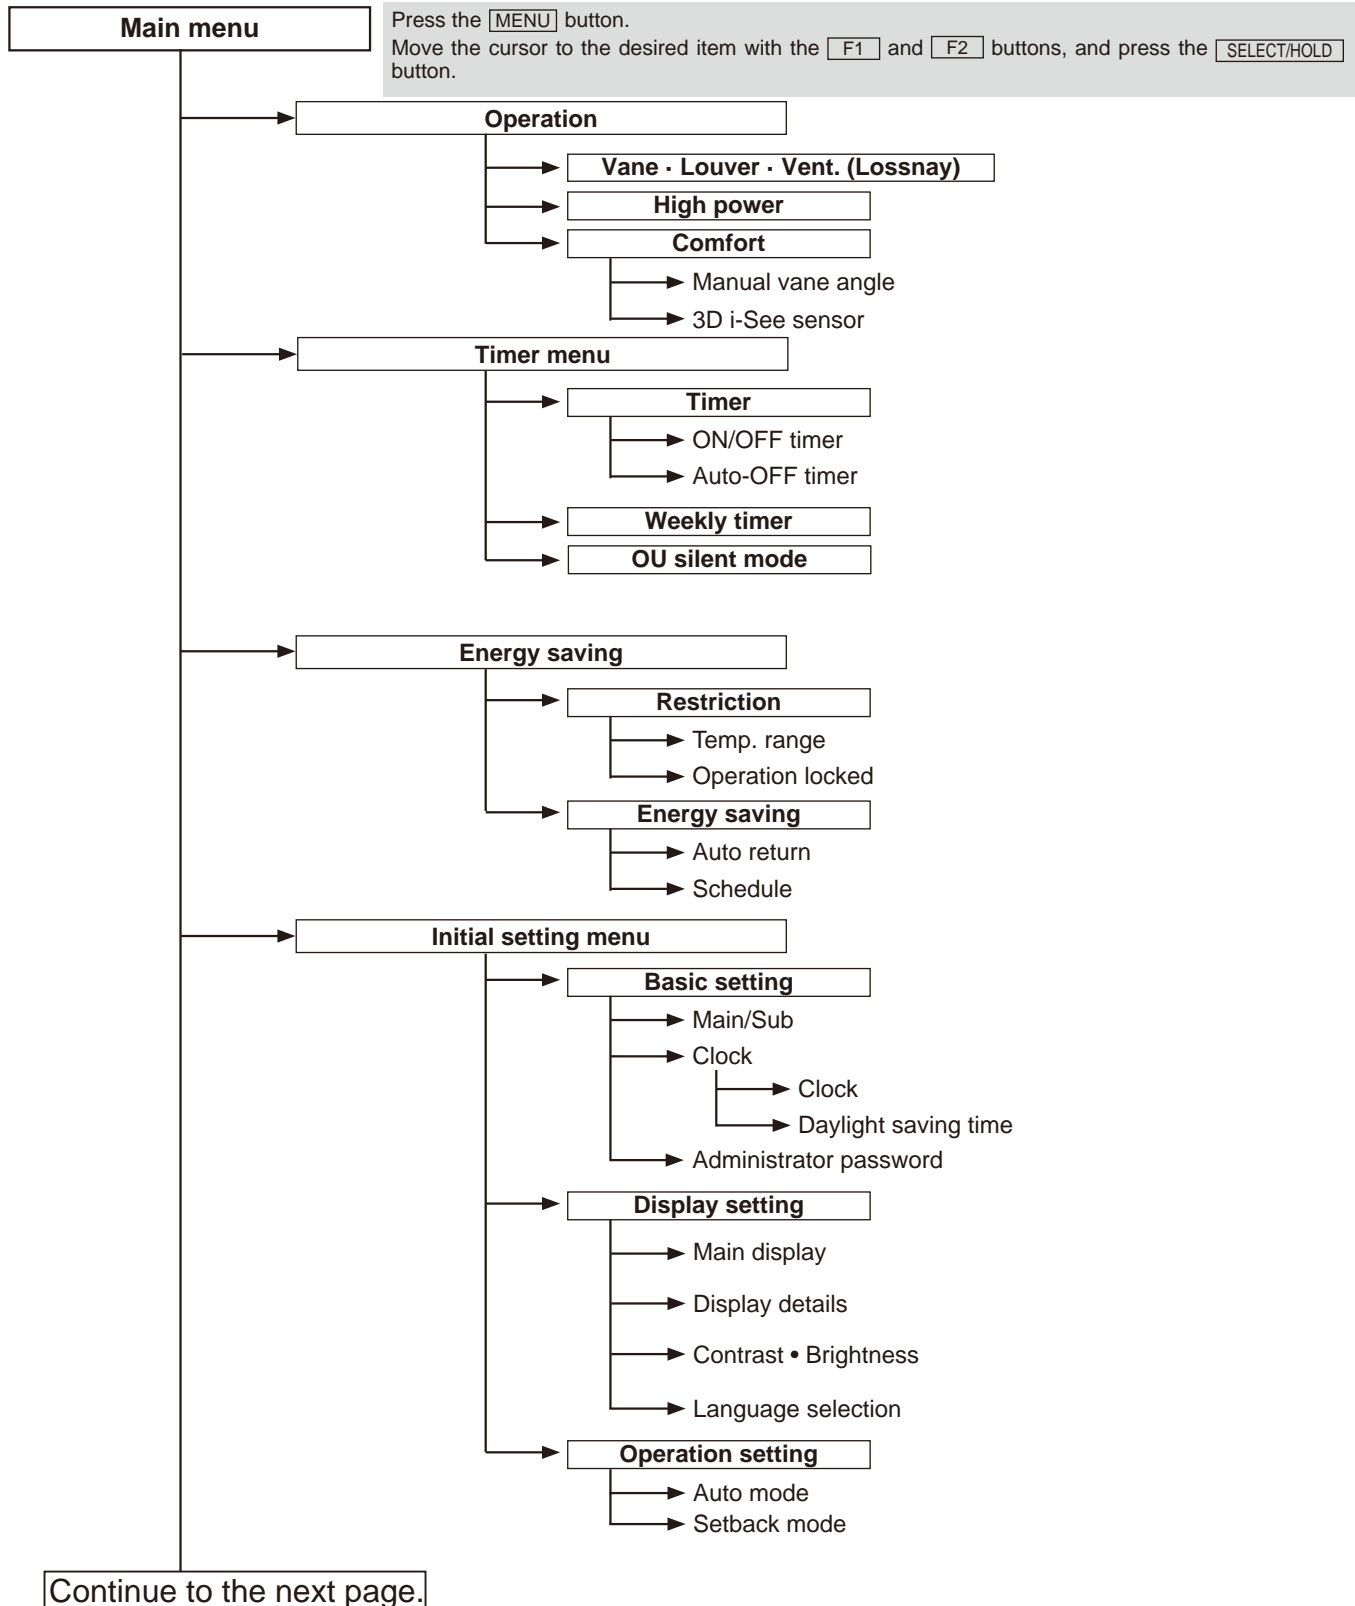 Main menu
Press the MENU button.
Move the cursor to the desired item with the F1 and F2 buttons, and press the SELECT/HOLD
button.
Operation
Vane · Louver · Vent. (Lossnay)
High power
Comfort
Manual vane angle
3D i-See sensor
Timer menu
Timer
ON/OFF timer
Auto-OFF timer
Weekly timer
OU silent mode
Energy saving
Restriction
Temp. range
Operation locked
Energy saving
Auto return
Schedule
Initial setting menu
Basic setting
Main/Sub
Clock
Clock
Daylight saving time
Administrator password
Display setting
Main display
Display details
Contrast • Brightness
Language selection
Operation setting
Auto mode
Setback mode
Continue to the next page.